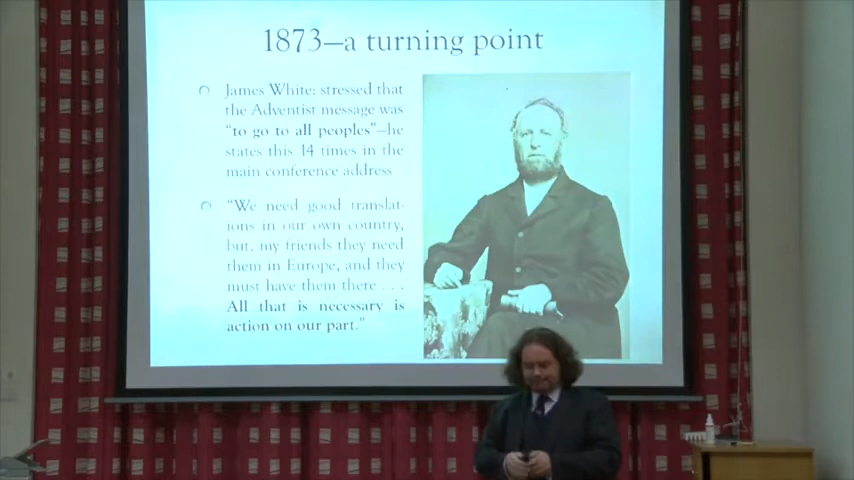 1873—a turning point
James White: stressed that
the Adventist message was
“to go to all peoples”—he
states this 14 times in the
main conference address
“We need good translat-
ions in our own country,
but, my friends they need
them in Europe, and they
must have them there . . .
All that is necessary is
action on our part.”